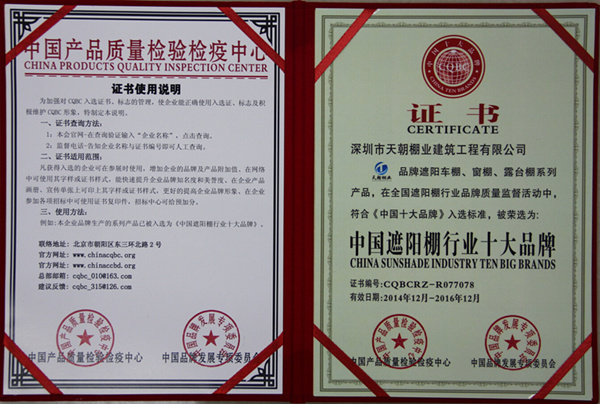 中国产品质量检验检疫中心
CHINA PRODUCTS QUALITY INSPECTION CENTER
证书使用说明
为加强对CQBC入选证书、标志的管理,使企业能正确使用入选证、标志及积
极维护CQBC形象,特制定本说明。
一、证书查询方法:
1:本会官网-在查询验证输入“企业名称”,点击查询。
2:监督电话-告知企业名称与证书编号即可人工查询。
二、证书适用范围:
凡获得入选的企业可在参展时使用,增加企业的品牌及产品附加值,在网络
中可使用其字样或证书样式,能快速提升企业品牌知名度和美誉度,在企业产品
画册、宣传单张上可印上其字样或证书样式,更好的提高企业品牌形象,在企业
参加各项招标中可使用证书复印件,招标中心可给预加分。
三、使用方法:
例如:本企业品牌生产的系列产品已被入选为《中国遮阳棚行业十大品牌》。
联络地址:北京市朝阳区东三环北路2号
官方网址:www.chinacqbc.org
官方网址:www.chinaccbd.org
总部邮箱:cqbc_010@163.com
建议反馈:cqbc_315@126.com
中国产品质量检验检疫中心
中国品牌发展专项委员会
中国十大品牌
CQBC
CHINA TEN BRANDS
证书
CERTIFICATE
深圳市天朝棚业建筑工程有限公司
天朝棚业 品牌遮阳车棚、窗棚、露台棚系列
产品,在全国遮阳棚行业品牌质量监督活动中,
符合《中国十大品牌》入选标准,被荣选为:
中国遮阳棚行业十大品牌
CHINA SUNSHADE INDUSTRY TEN BIG BRANDS
证书编号:CQBCRZ-R077078
有效日期:2014年12月-2016年12月
中国产品质量检验检疫中心
中国品牌发展专项委员会